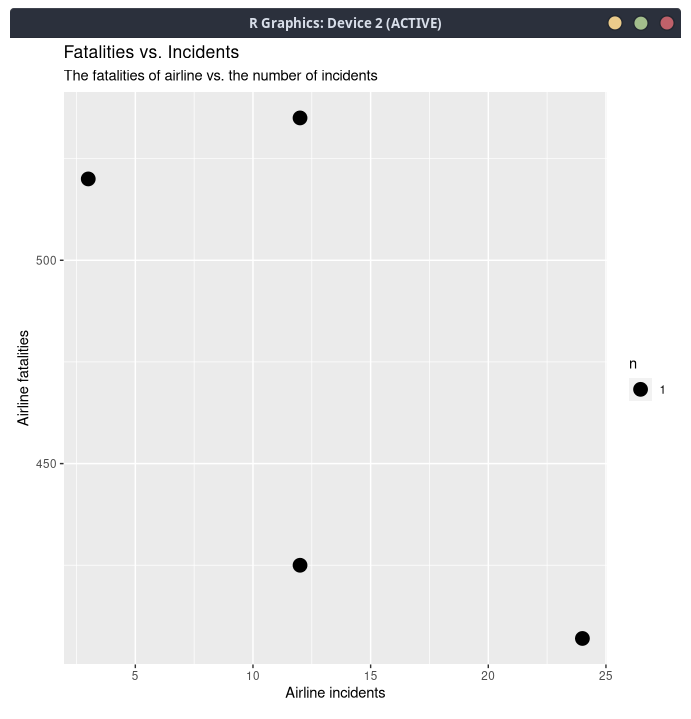 R Graphics: Device 2 (ACTIVE)
Fatalities vs. Incidents
The fatalities of airline vs. the number of incidents
500
450
Airline fatalities
5 10 15 20 25
Airline incidents
n
1